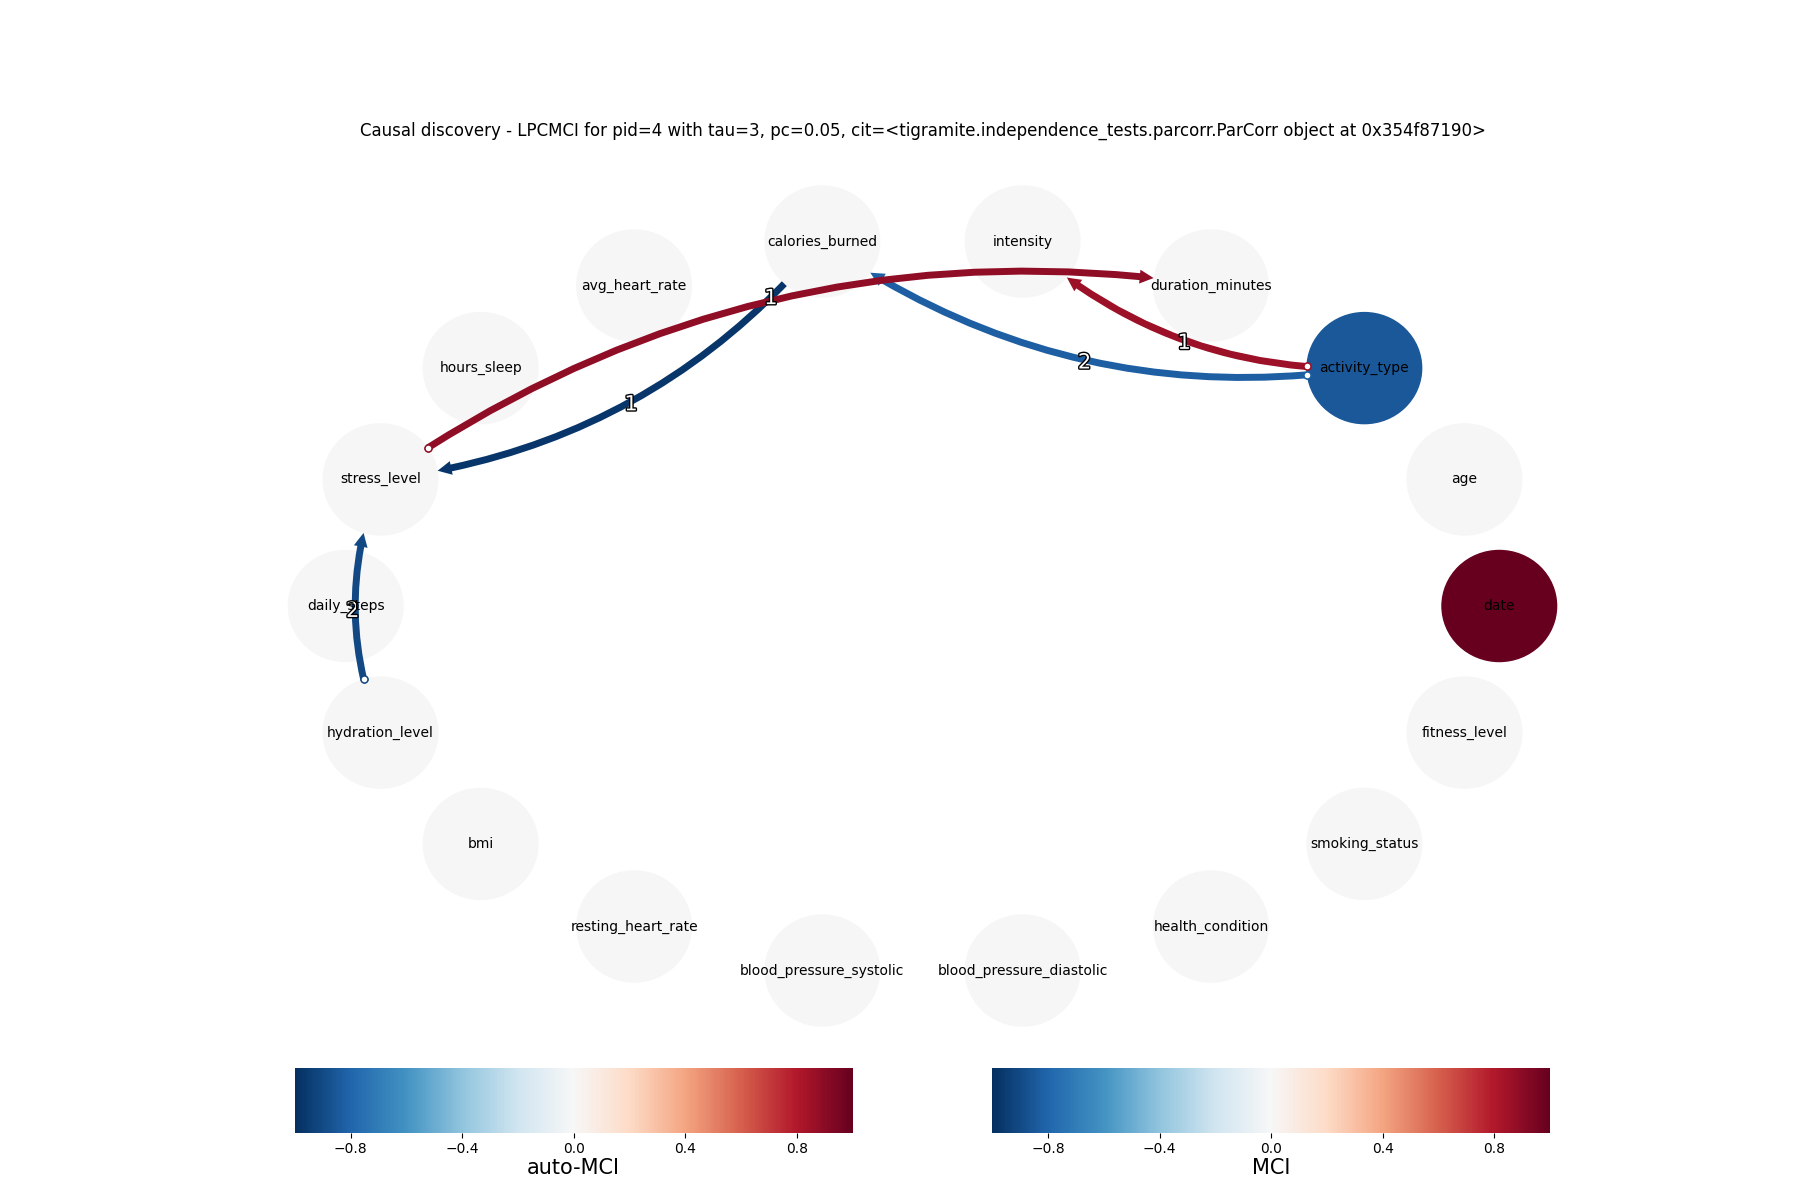 Causal discovery - LPCMCI for pid=4 with tau=3, pc=0.05, cit=<tigramite.independence_tests.parcorr.ParCorr object at 0x354f87190>
calories_burned
intensity
avg_heart_rate
duration_minutes
1
1
2
hours_sleep
activity_type
1
stress_level
age
daily_steps
2
date
hydration_level
fitness_level
bmi
smoking_status
resting_heart_rate
health_condition
blood_pressure_systolic
blood_pressure_diastolic
−0.8 −0.4 0.0 0.4 0.8
auto-MCI
−0.8 −0.4 0.0 0.4 0.8
MCI